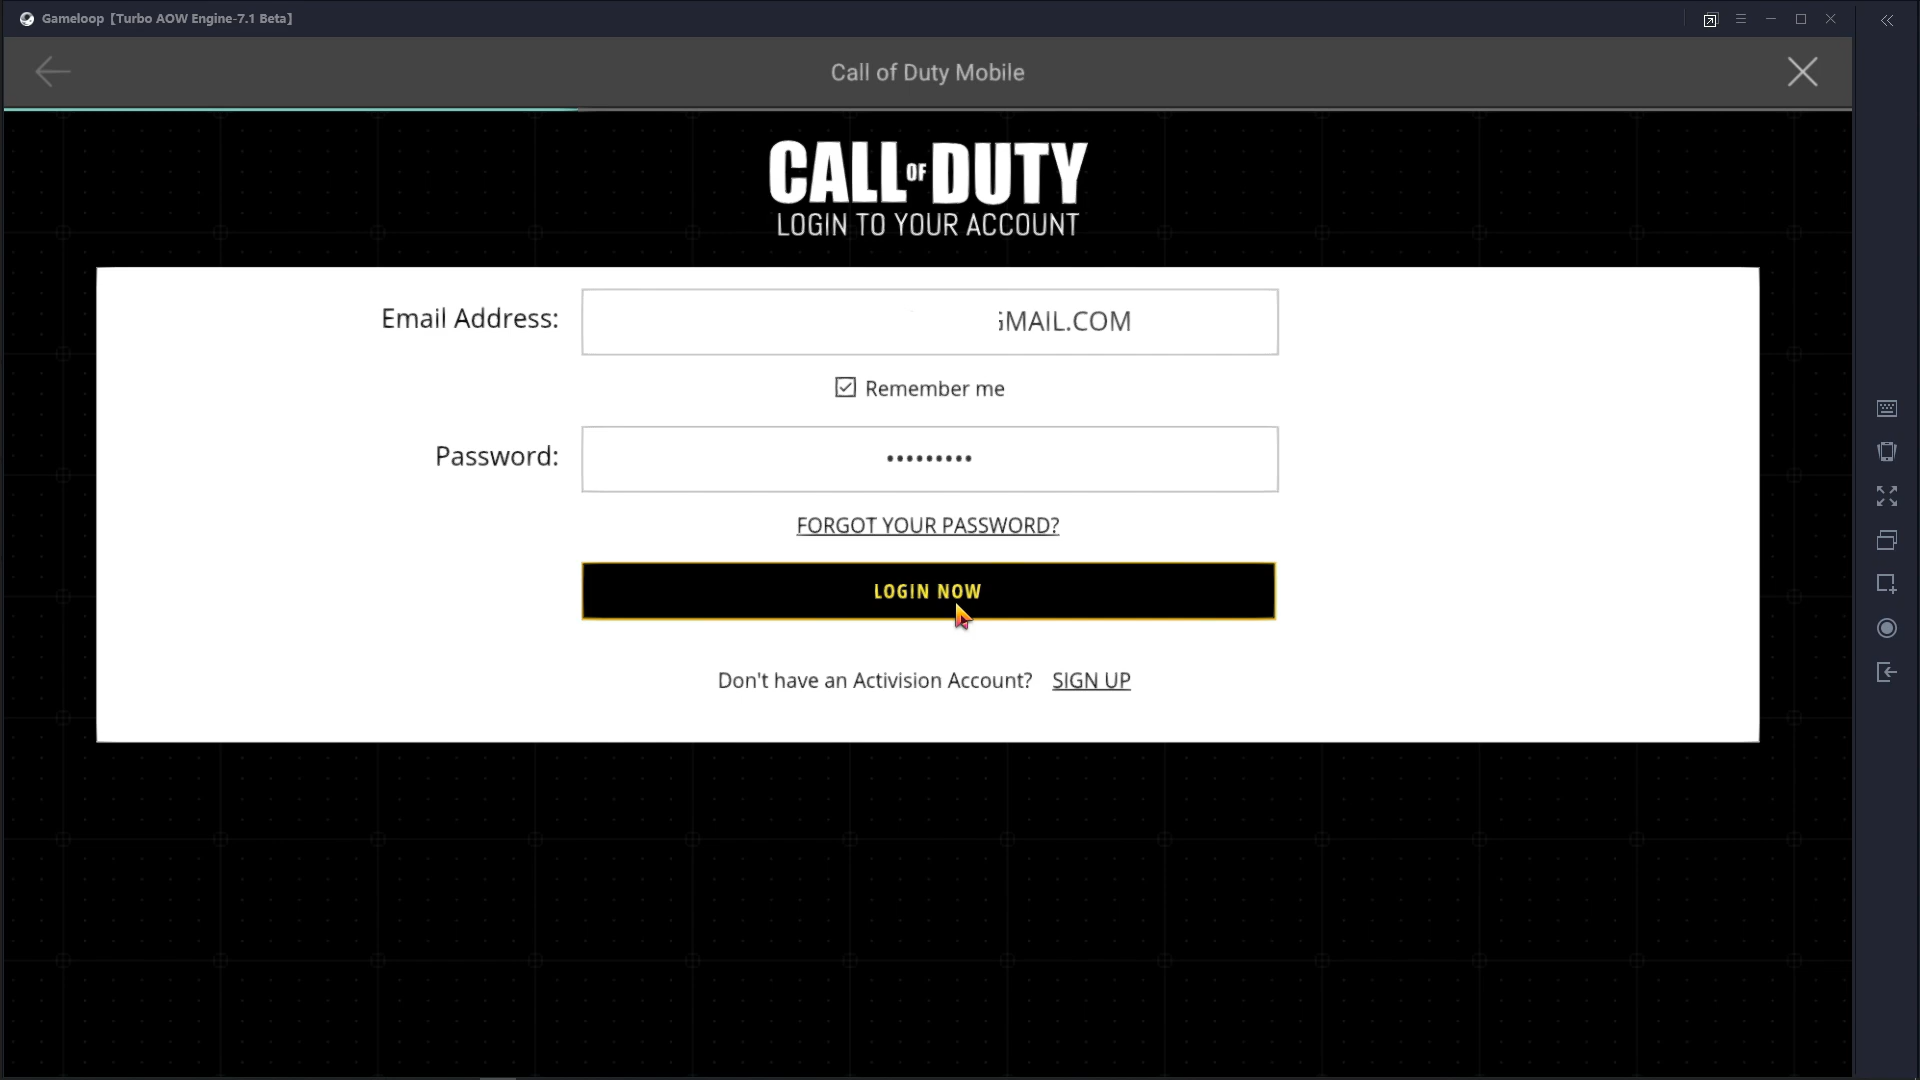 Gameloop [Turbo AOW Engine-7.1 Beta]
Call of Duty Mobile
CALL OF DUTY
LOGIN TO YOUR ACCOUNT
Email Address:
GMAIL.COM
Remember me
Password:
•••••••••
FORGOT YOUR PASSWORD?
LOGIN NOW
Don't have an Activision Account? SIGN UP